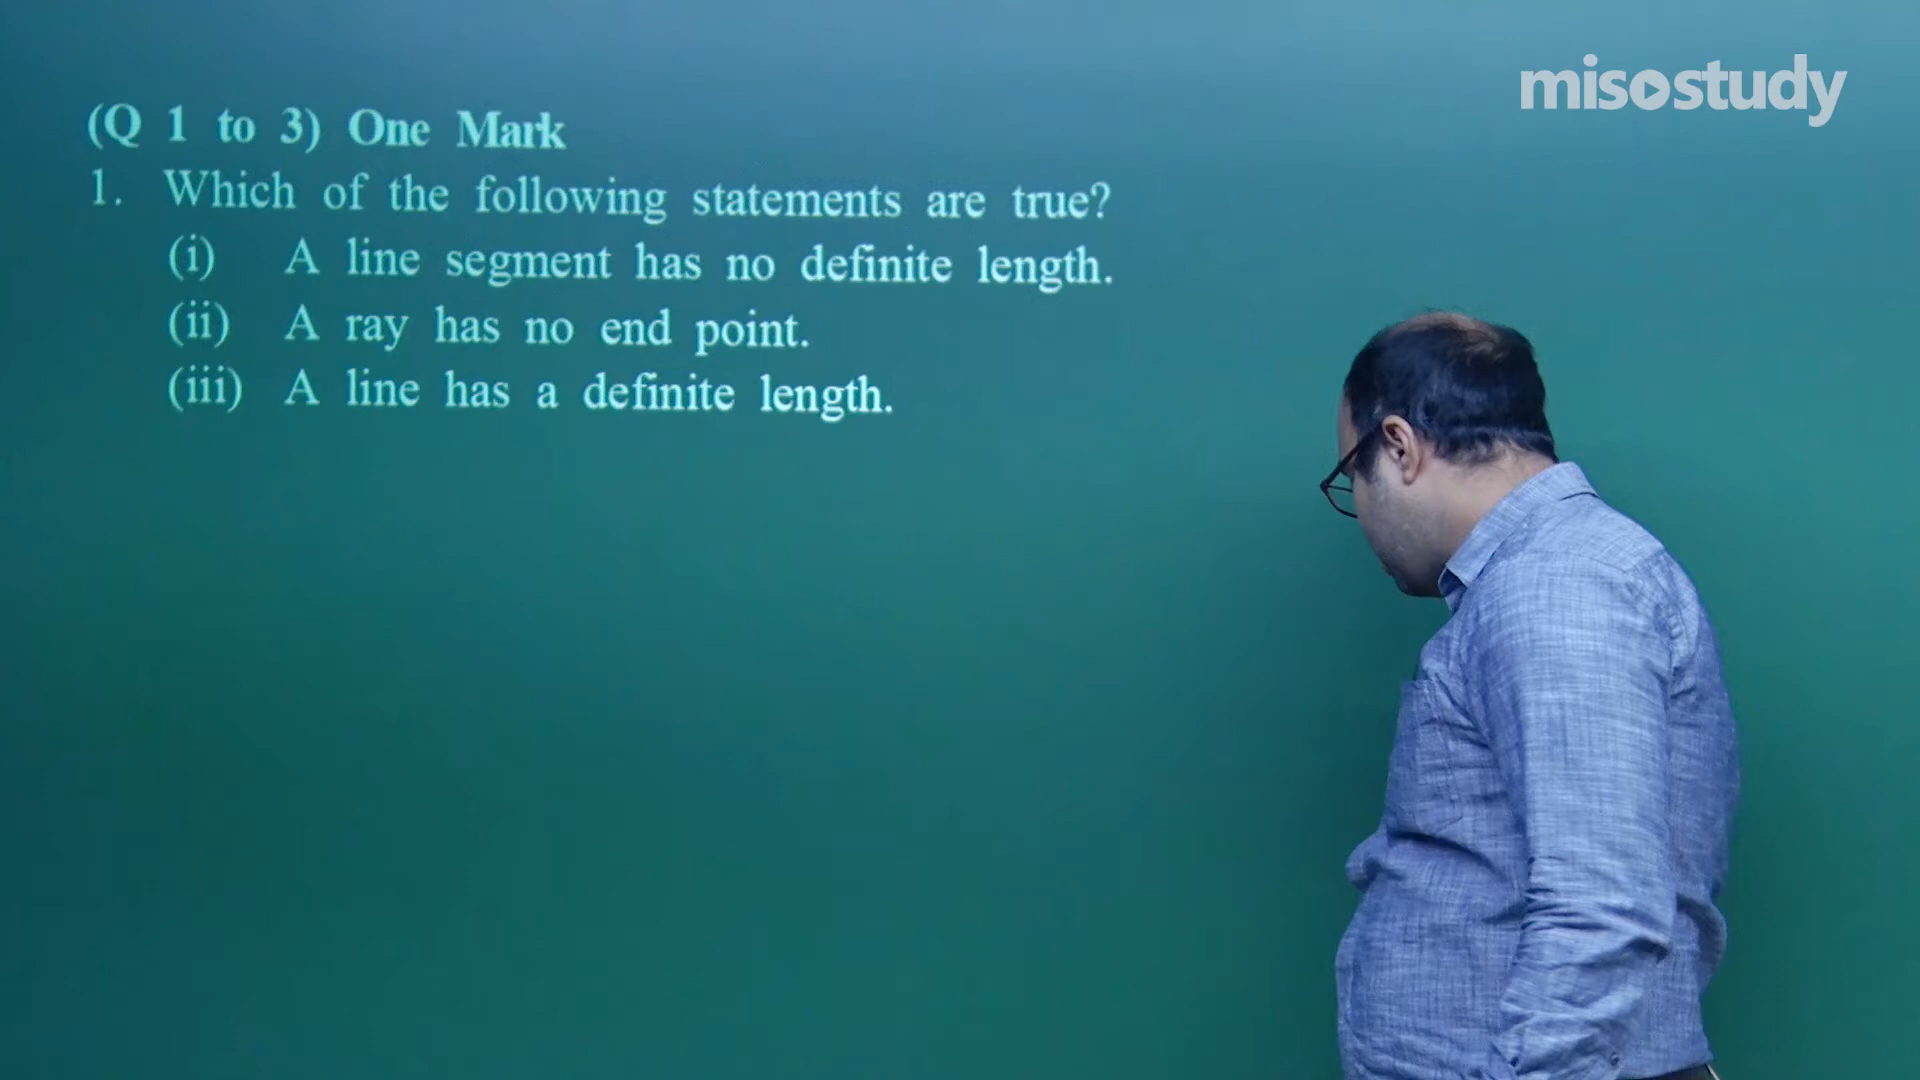 misostudy
(Q 1 to 3) One Mark
1. Which of the following statements are true?
(i) A line segment has no definite length.
(ii) A ray has no end point.
(iii) A line has a definite length.